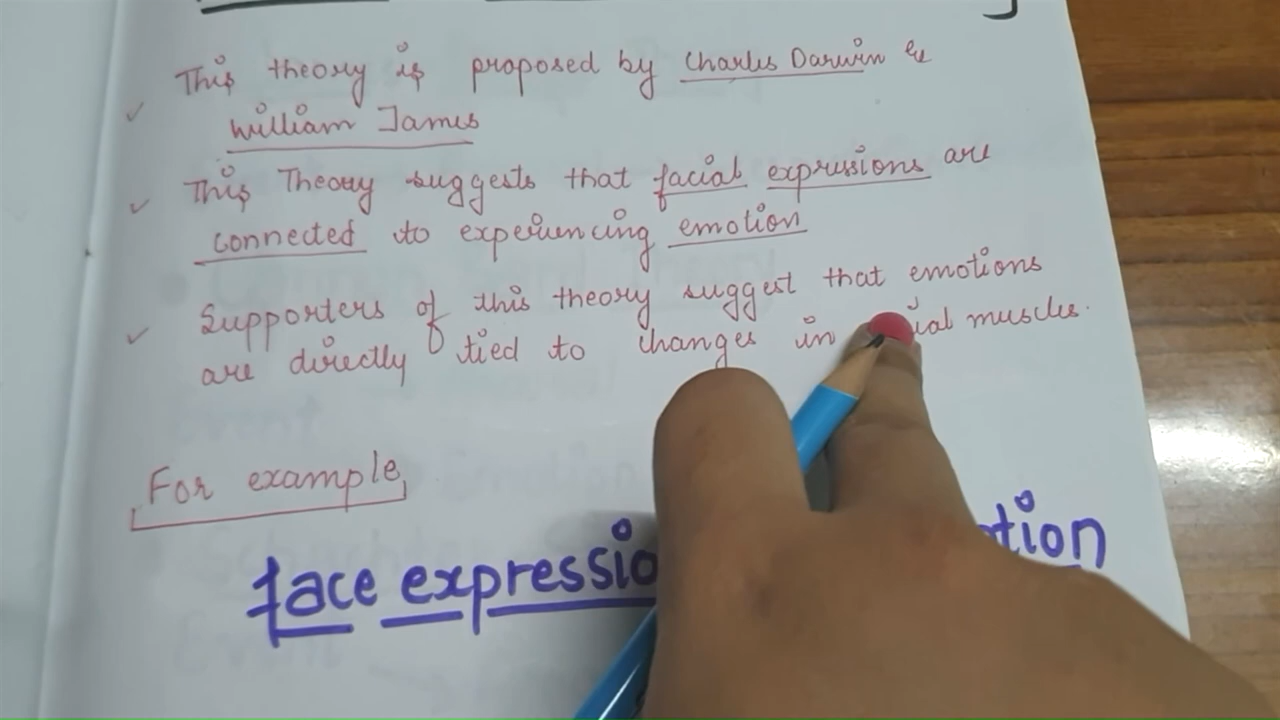 This theory is proposed by Charles Darwin &
William James
This Theory suggests that facial expressions are
connected to experiencing emotion
Supporters of this theory suggest that emotions
are directly tied to changes in muscles.
For example
face